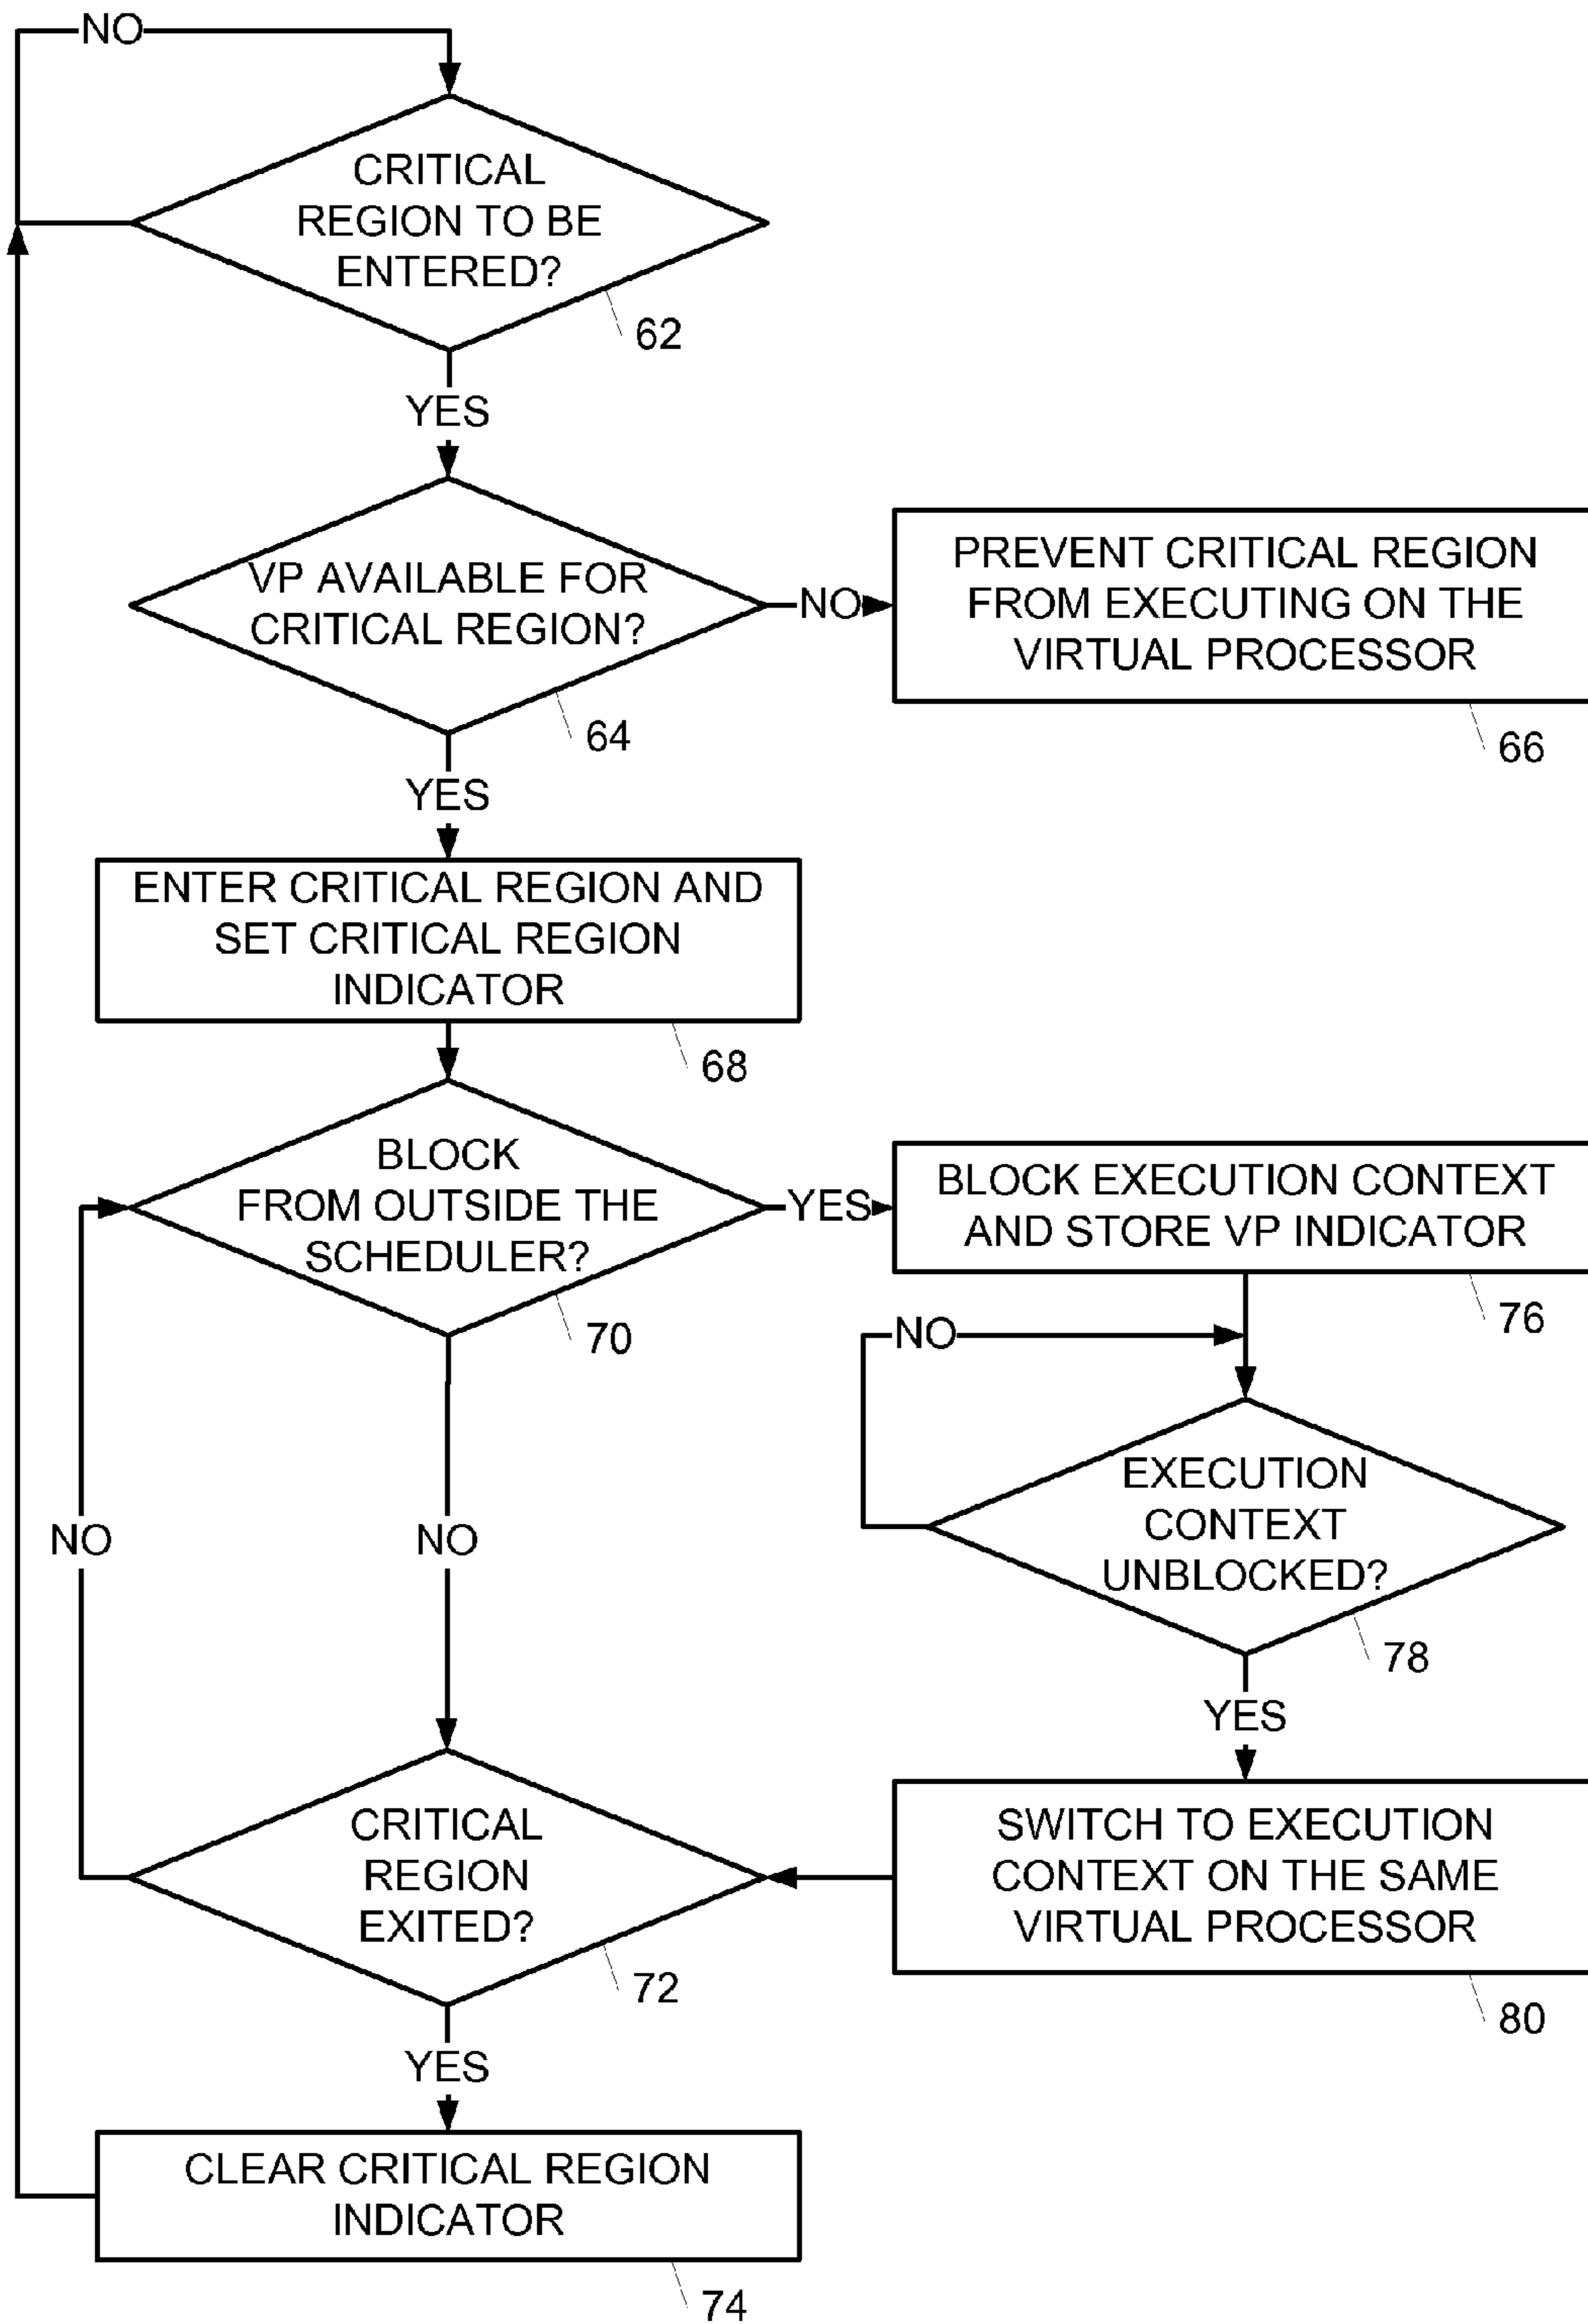 NO
CRITICAL
REGION TO BE
ENTERED?
62
YES
VP AVAILABLE FOR
CRITICAL REGION?
64
NO
PREVENT CRITICAL REGION
FROM EXECUTING ON THE
VIRTUAL PROCESSOR
66
YES
ENTER CRITICAL REGION AND
SET CRITICAL REGION
INDICATOR
68
BLOCK
FROM OUTSIDE THE
SCHEDULER?
70
YES
BLOCK EXECUTION CONTEXT
AND STORE VP INDICATOR
76
NO
EXECUTION
CONTEXT
UNBLOCKED?
78
NO
NO
YES
CRITICAL
REGION
EXITED?
72
SWITCH TO EXECUTION
CONTEXT ON THE SAME
VIRTUAL PROCESSOR
80
YES
CLEAR CRITICAL REGION
INDICATOR
74